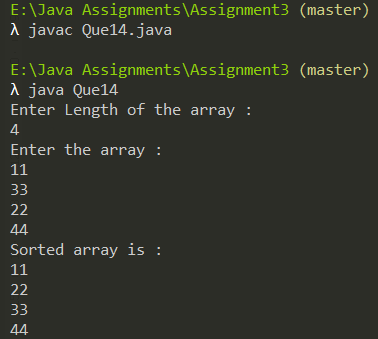 E:\Java Assignments\Assignment3 (master)
λ javac Que14.java
E:\Java Assignments\Assignment3 (master)
λ java Que14
Enter Length of the array :
4
Enter the array :
11
33
22
44
Sorted array is :
11
22
33
44